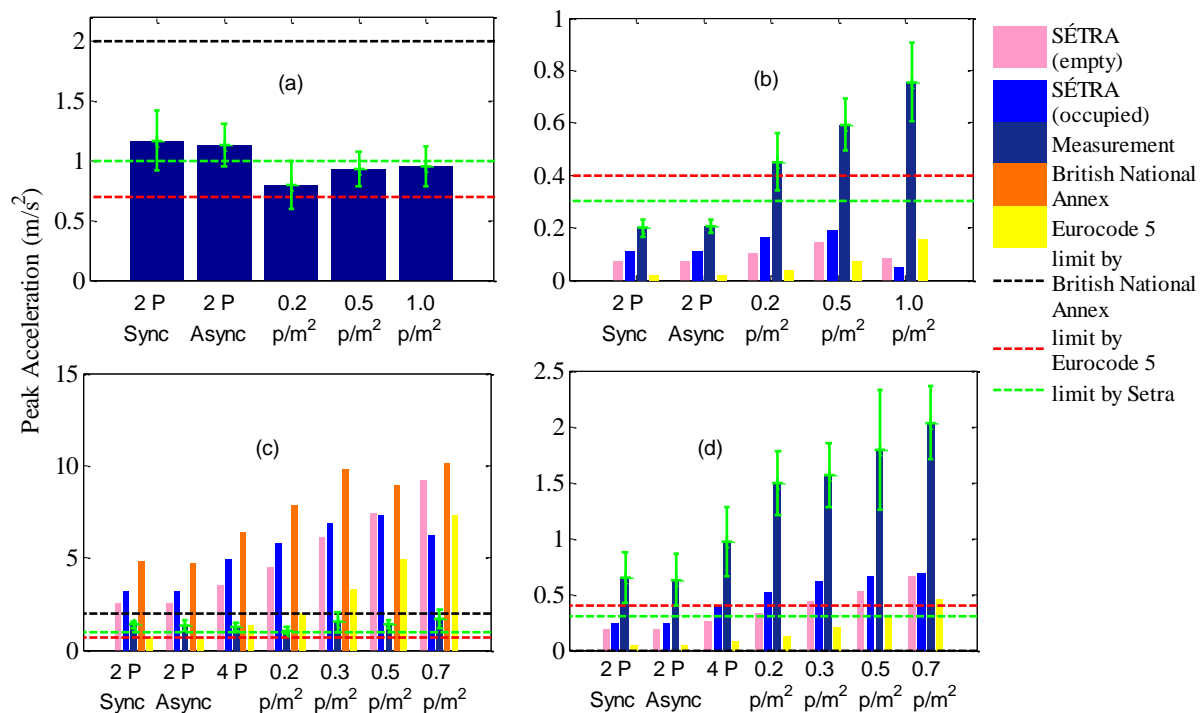 Peak Acceleration (m/s²)
(a)
2
1.5
1
0.5
0
2 P 2 P 0.2 0.5 1.0
Sync Async p/m² p/m² p/m²
(b)
1
0.8
0.6
0.4
0.2
0
2 P 2 P 0.2 0.5 1.0
Sync Async p/m² p/m² p/m²
SÉTRA
(empty)
SÉTRA
(occupied)
Measurement
British National
Annex
Eurocode 5
limit by
British National
Annex
limit by
Eurocode 5
limit by Setra
(c)
15
10
5
0
2 P 2 P 4 P 0.2 0.3 0.5 0.7
Sync Async p/m² p/m² p/m² p/m²
(d)
2.5
2
1.5
1
0.5
0
2 P 2 P 4 P 0.2 0.3 0.5 0.7
Sync Async p/m² p/m² p/m² p/m²